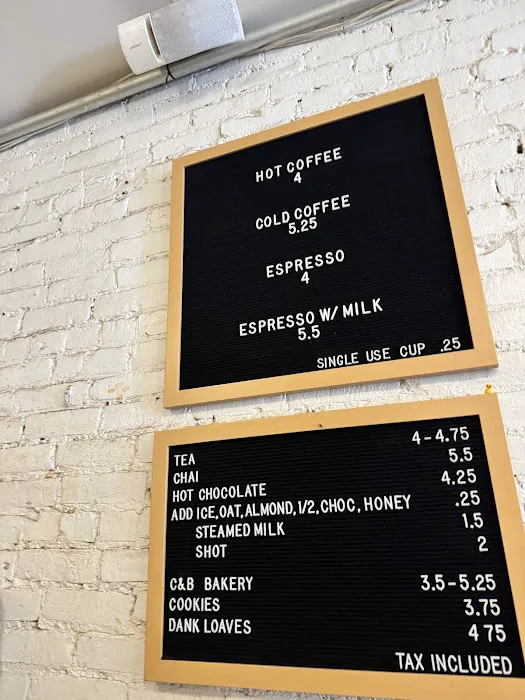 HOT COFFEE
4
COLD COFFEE
5.25
ESPRESSO
4
ESPRESSO W/ MILK
5.5
SINGLE USE CUP .25
TEA 4-4.75
CHAI 5.5
HOT CHOCOLATE 4.25
ADD ICE, OAT, ALMOND, 1/2, CHOC, HONEY .25
STEAMED MILK 1.5
SHOT 2
C&B BAKERY 3.5-5.25
COOKIES 3.75
DANK LOAVES 4 75
TAX INCLUDED